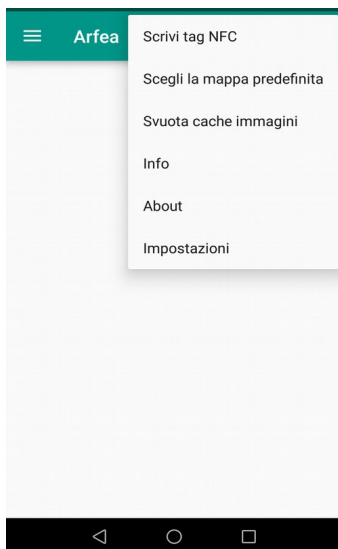 Arfea
Scrivi tag NFC
Scegli la mappa predefinita
Svuota cache immagini
Info
About
Impostazioni